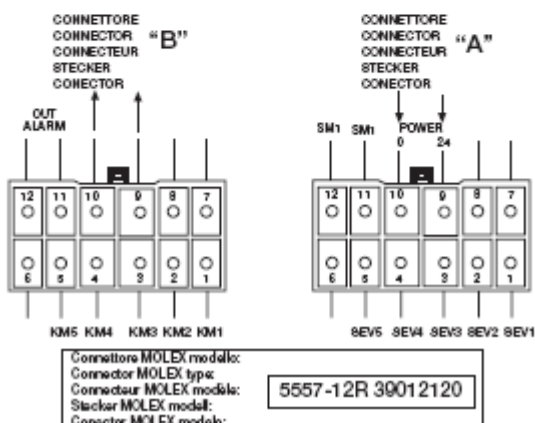 CONNETTORE
CONNECTOR
CONNECTEUR
STECKER
CONECTOR
"B"
OUT
ALARM
12 11 10 9 8 7
6 5 4 3 2 1
KM5 KM4 KM3 KM2 KM1
CONNETTORE
CONNECTOR
CONNECTEUR
STECKER
CONECTOR
"A"
SM1 SM1 POWER
0 24
12 11 10 9 8 7
6 5 4 3 2 1
SEV5 SEV4 SEV3 SEV2 SEV1
Connettore MOLEX modello:
Connector MOLEX type:
Connecteur MOLEX modèle:
Stecker MOLEX modell:
Conector MOLEX modelo:
5557-12R 39012120